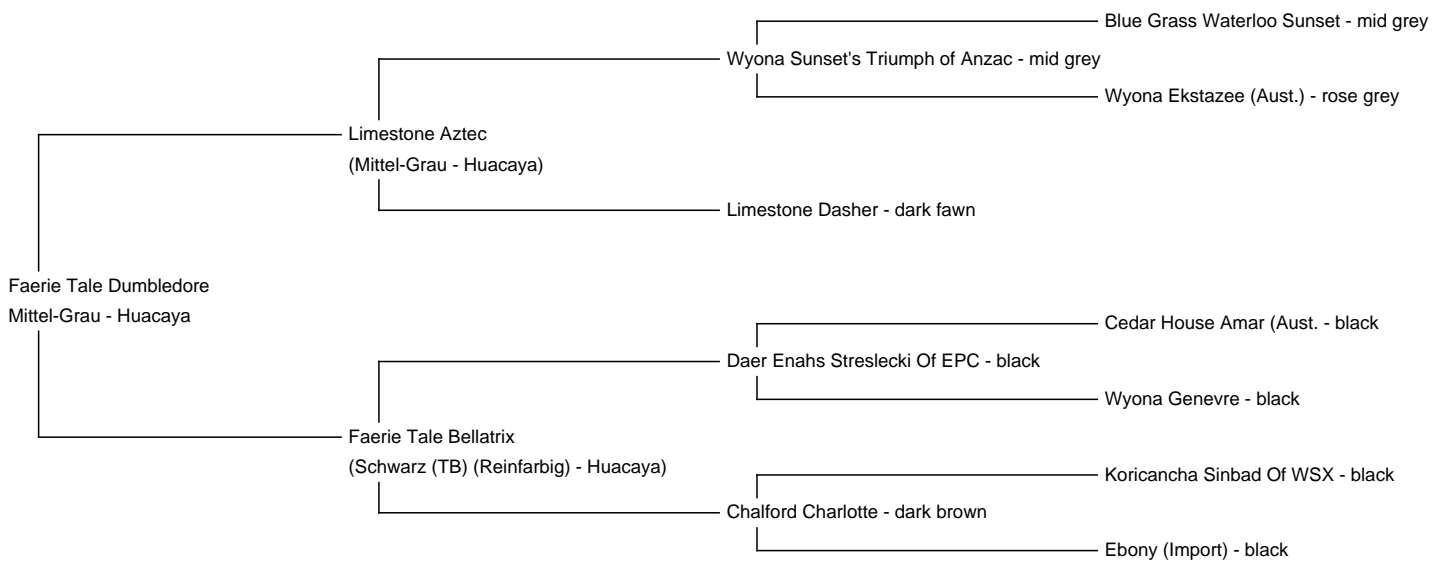 Blue Grass Waterloo Sunset - mid grey
Wyona Sunset's Triumph of Anzac - mid grey
Wyona Ekstazee (Aust.) - rose grey
Limestone Aztec
(Mittel-Grau - Huacaya)
Limestone Dasher - dark fawn
Faerie Tale Dumbledore
Mittel-Grau - Huacaya
Cedar House Amar (Aust. - black
Daer Enahs Streslecki Of EPC - black
Wyona Genevre - black
Faerie Tale Bellatrix
(Schwarz (TB) (Reinfarbig) - Huacaya)
Koricancha Sinbad Of WSX - black
Chalford Charlotte - dark brown
Ebony (Import) - black